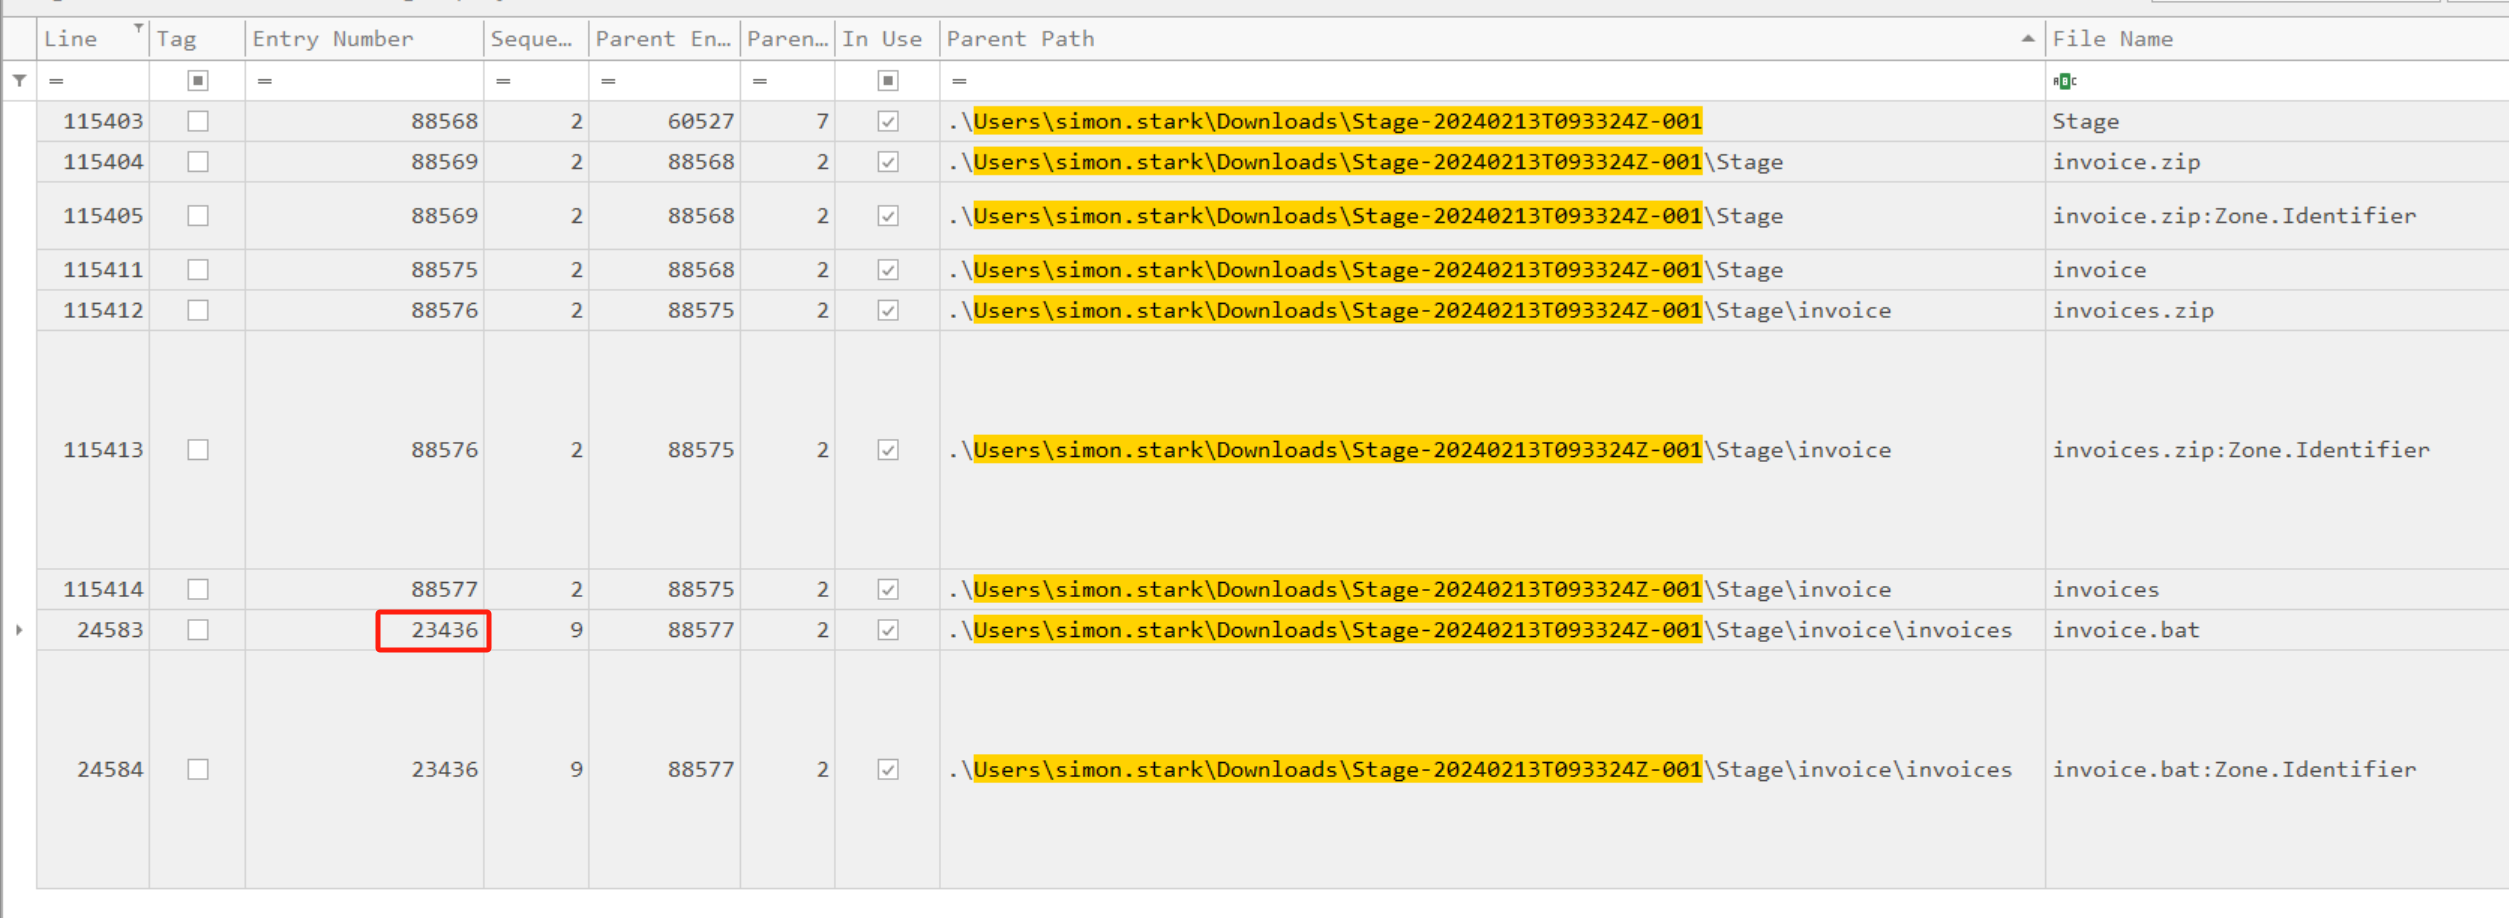 Line Tag Entry Number Seque… Parent En… Paren… In Use Parent Path File Name
= = = = = =
115403 88568 2 60527 7 .\Users\simon.stark\Downloads\Stage-20240213T093324Z-001 Stage
115404 88569 2 88568 2 .\Users\simon.stark\Downloads\Stage-20240213T093324Z-001\Stage invoice.zip
115405 88569 2 88568 2 .\Users\simon.stark\Downloads\Stage-20240213T093324Z-001\Stage invoice.zip:Zone.Identifier
115411 88575 2 88568 2 .\Users\simon.stark\Downloads\Stage-20240213T093324Z-001\Stage invoice
115412 88576 2 88575 2 .\Users\simon.stark\Downloads\Stage-20240213T093324Z-001\Stage\invoice invoices.zip
115413 88576 2 88575 2 .\Users\simon.stark\Downloads\Stage-20240213T093324Z-001\Stage\invoice invoices.zip:Zone.Identifier
115414 88577 2 88575 2 .\Users\simon.stark\Downloads\Stage-20240213T093324Z-001\Stage\invoice invoices
24583 23436 9 88577 2 .\Users\simon.stark\Downloads\Stage-20240213T093324Z-001\Stage\invoice\invoices invoice.bat
24584 23436 9 88577 2 .\Users\simon.stark\Downloads\Stage-20240213T093324Z-001\Stage\invoice\invoices invoice.bat:Zone.Identifier